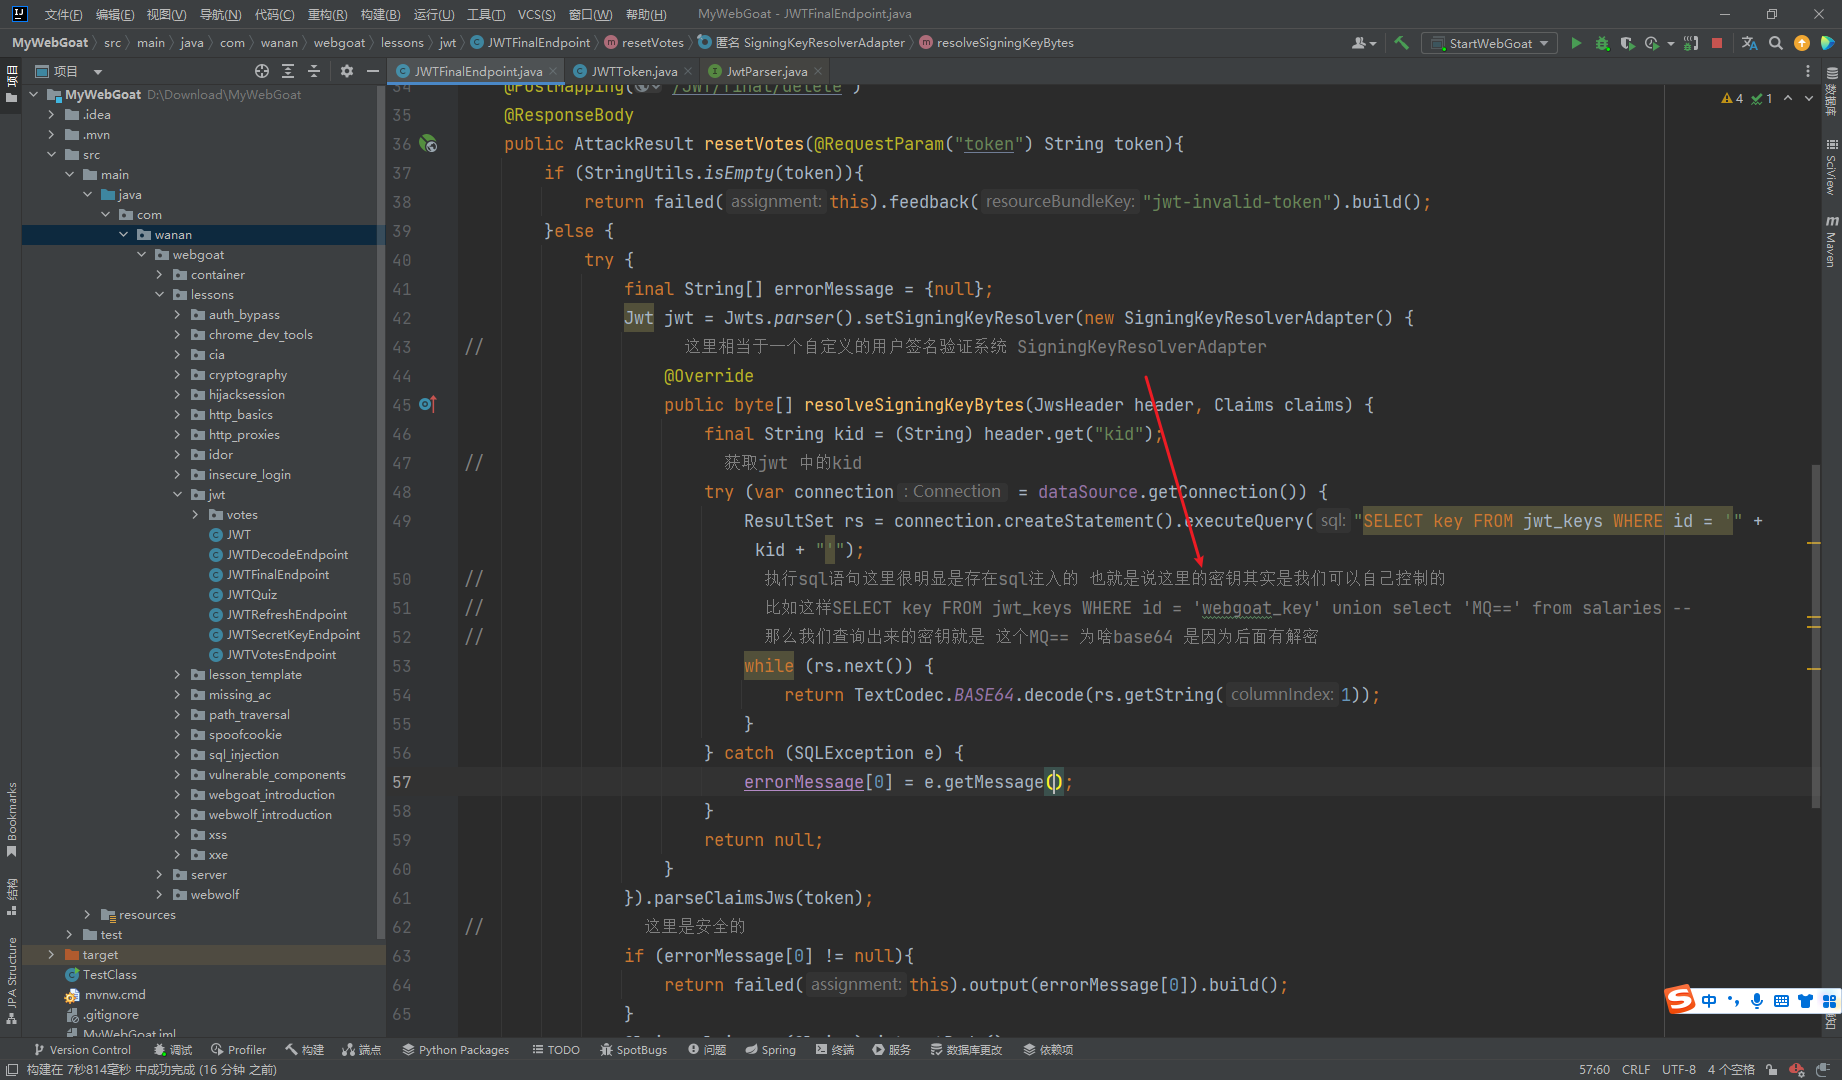 文件(F) 编辑(E) 视图(V) 导航(N) 代码(C) 重构(R) 构建(B) 运行(U) 工具(T) VCS(S) 窗口(W) 帮助(H) MyWebGoat - JWTFinalEndpoint.java
MyWebGoat src main java com wanan webgoat lessons jwt JWTFinalEndpoint resetVotes 匿名 SigningKeyResolverAdapter resolveSigningKeyBytes StartWebGoat
项目 JWTFinalEndpoint.java JWTToken.java JwtParser.java
项目
MyWebGoat D:\Download\MyWebGoat
.idea
.mvn
src
main
java
com
wanan
webgoat
container
lessons
auth_bypass
chrome_dev_tools
cia
cryptography
hijacksession
http_basics
http_proxies
idor
insecure_login
jwt
votes
JWT
JWTDecodeEndpoint
JWTFinalEndpoint
JWTQuiz
JWTRefreshEndpoint
JWTSecretKeyEndpoint
JWTVotesEndpoint
lesson_template
missing_ac
path_traversal
spoofcookie
sql_injection
vulnerable_components
webgoat_introduction
webwolf_introduction
xss
xxe
server
webwolf
resources
test
target
TestClass
mvnw.cmd
.gitignore
MyWebGoat.iml
Bookmarks
结构
JPA Structure
34 @PostMapping("/JWT/final/delete")
35 @ResponseBody
36 public AttackResult resetVotes(@RequestParam("token") String token){
37 if (StringUtils.isEmpty(token)){
38 return failed( assignment: this).feedback( resourceBundleKey: "jwt-invalid-token").build();
39 }else {
40 try {
41 final String[] errorMessage = {null};
42 Jwt jwt = Jwts.parser().setSigningKeyResolver(new SigningKeyResolverAdapter() {
43 // 这里相当于一个自定义的用户签名验证系统 SigningKeyResolverAdapter
44 @Override
45 public byte[] resolveSigningKeyBytes(JwsHeader header, Claims claims) {
46 final String kid = (String) header.get("kid");
47 // 获取jwt 中的kid
48 try (var connection : Connection = dataSource.getConnection()) {
49 ResultSet rs = connection.createStatement().executeQuery( sql: "SELECT key FROM jwt_keys WHERE id = '" +
kid + "'");
50 // 执行sql语句这里很明显是存在sql注入的 也就是说这里的密钥其实是我们可以自己控制的
51 // 比如这样SELECT key FROM jwt_keys WHERE id = 'webgoat_key' union select 'MQ==' from salaries --
52 // 那么我们查询出来的密钥就是 这个MQ== 为啥base64 是因为后面有解密
53 while (rs.next()) {
54 return TextCodec.BASE64.decode(rs.getString( columnIndex: 1));
55 }
56 } catch (SQLException e) {
57 errorMessage[0] = e.getMessage();
58 }
59 return null;
60 }
61 }).parseClaimsJws(token);
62 // 这里是安全的
63 if (errorMessage[0] != null){
64 return failed( assignment: this).output(errorMessage[0]).build();
65 }
4 1
数据库
SciView
Maven
中
Version Control 调试 Profiler 构建 端点 Python Packages TODO SpotBugs 问题 Spring 终端 服务 数据库更改 依赖项
构建在 7秒814毫秒 中成功完成 (16 分钟 之前) 57:60 CRLF UTF-8 4 个空格